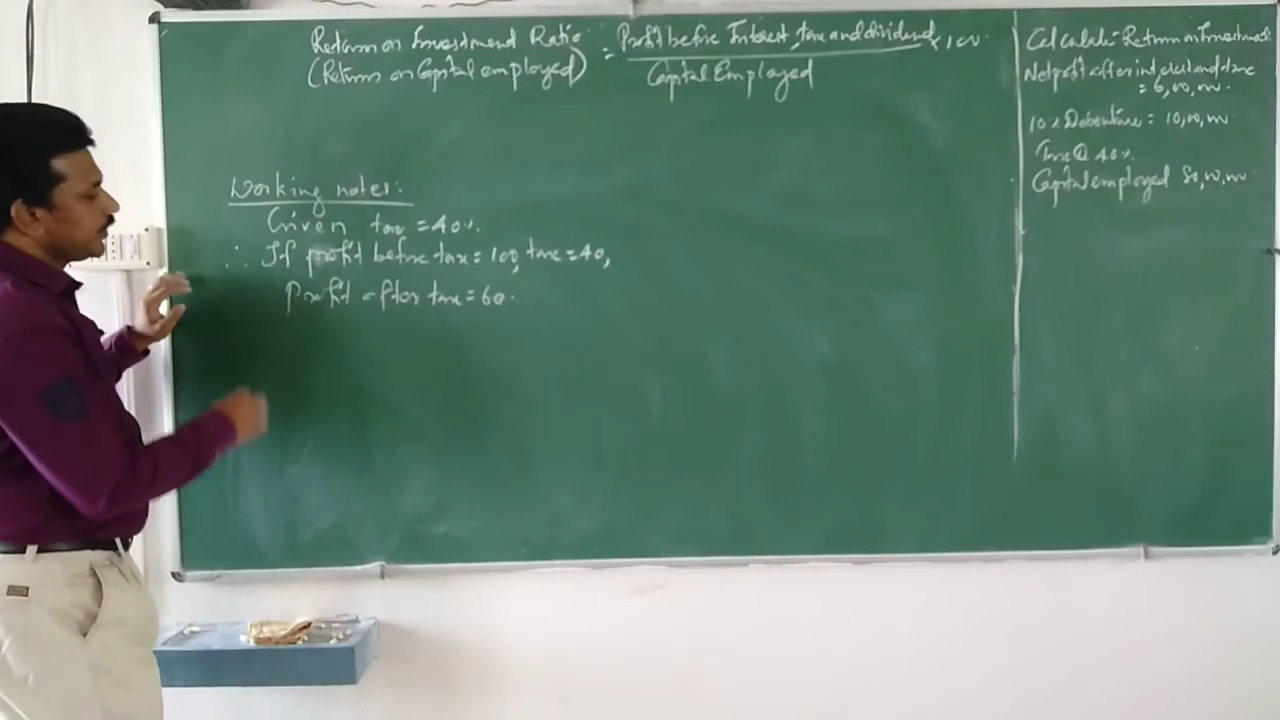 Return on Investment Ratio = Profit before Interest, tax and dividend × 100
(Return on Capital employed) Capital Employed
Working notes:
Given tax = 40%.
∴ If profit before tax = 100, tax = 40,
Profit after tax = 60.
Calculate Return on Investment:
Net profit after int, and tax
= 6,00,000.
10% Debenture = 10,00,000
Tax @ 40%.
Capital employed 80,00,000